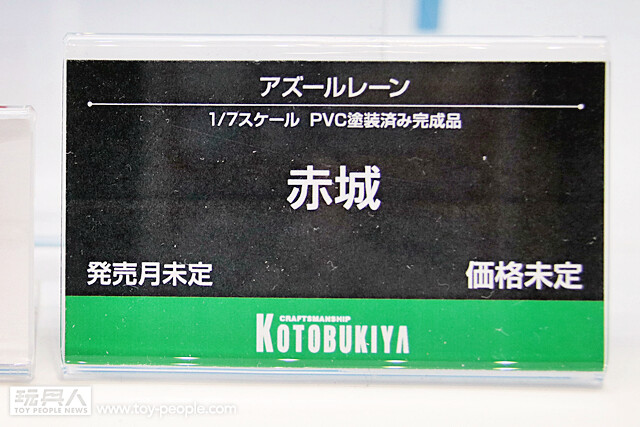 アズールレーン
1/7スケール PVC塗装済み完成品
赤城
発売月未定 価格未定
CRAFTSMANSHIP
KOTOBUKIYA
玩具人
TOY PEOPLE NEWS www.toy-people.com